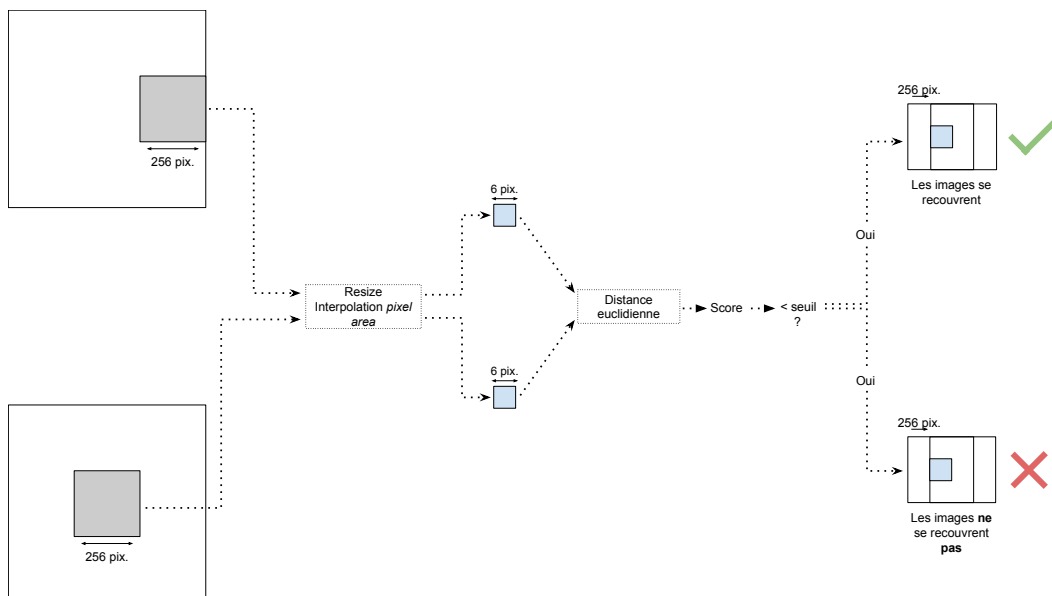 256 pix.
256 pix.
Resize
Interpolation pixel
area
6 pix.
6 pix.
Distance
euclidienne
Score
< seuil
?
Oui
256 pix.
Les images se
recouvrent
Oui
256 pix.
Les images ne
se recouvrent
pas